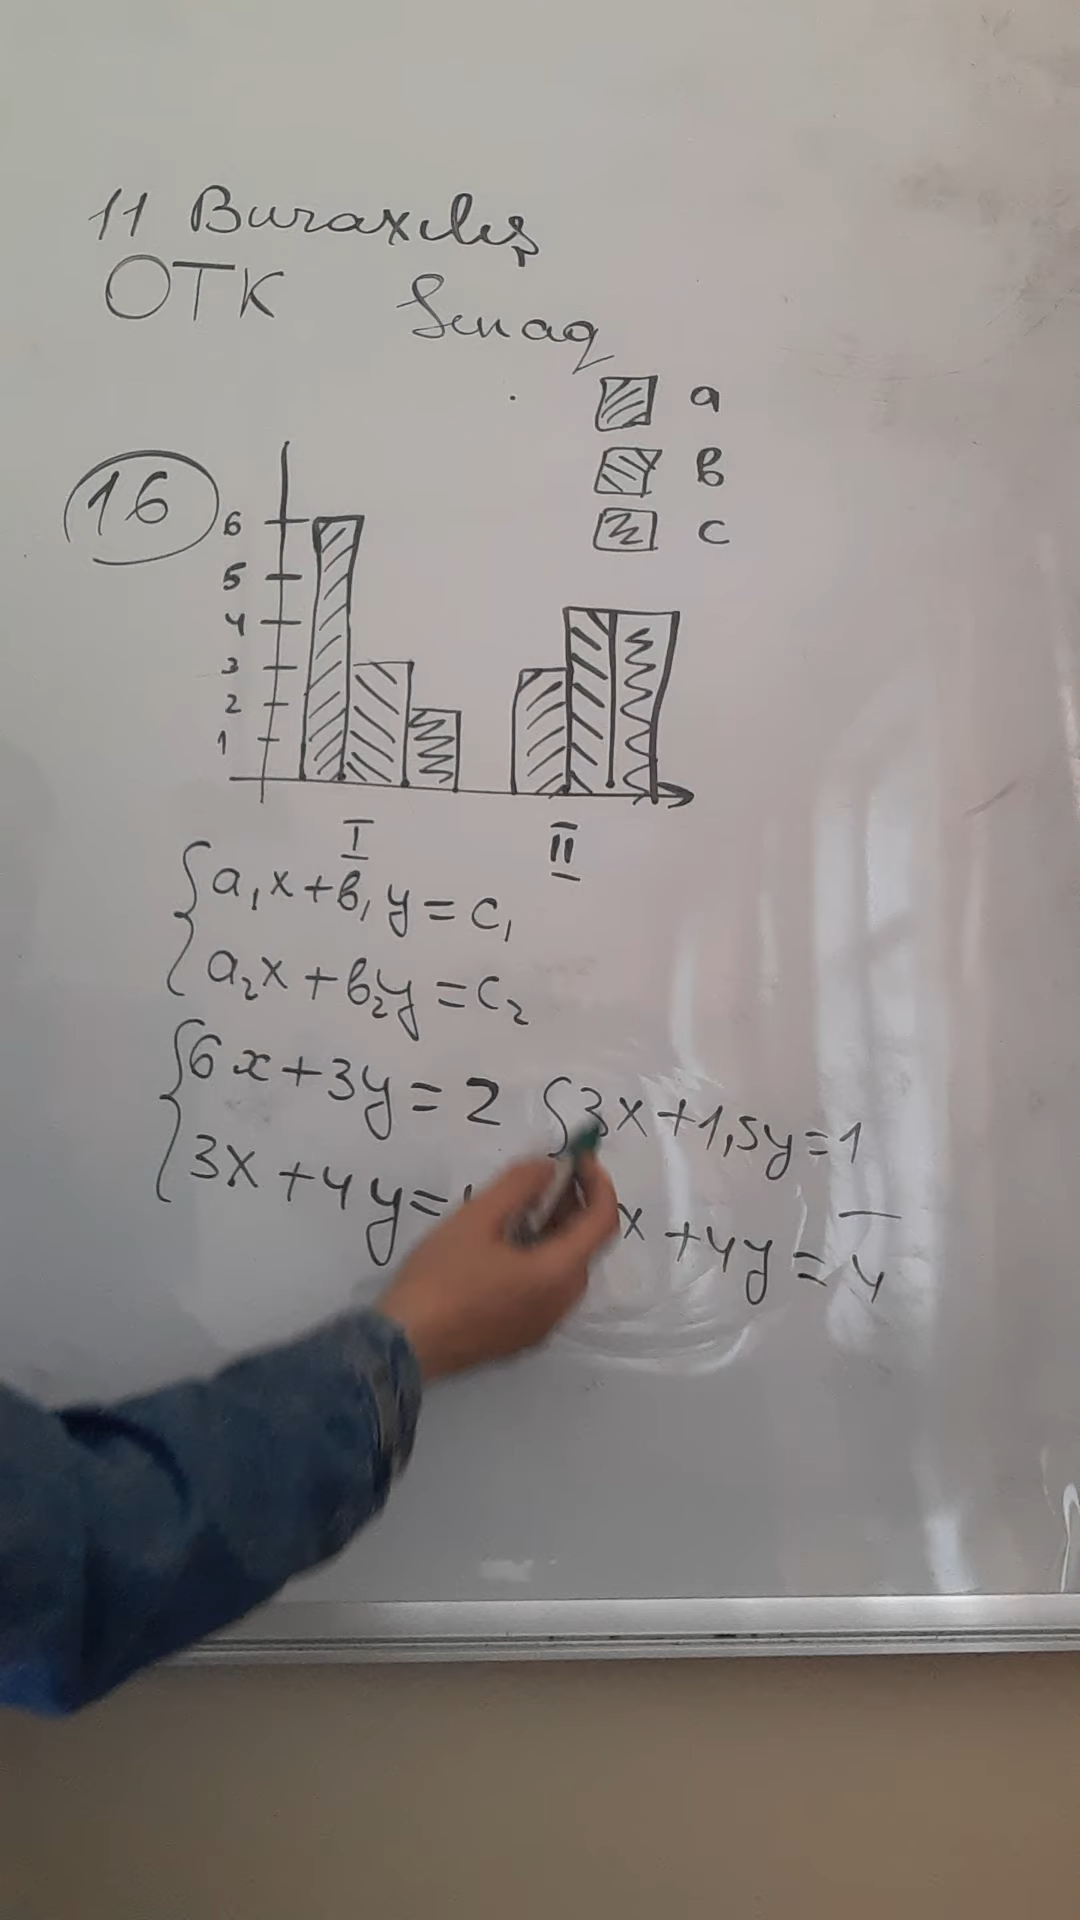 11 Buraxılış
OTK Sınaq
a
b
c
16
6
5
4
3
2
1
I II
a₁x + b₁y = c₁
a₂x + b₂y = c₂
6x + 3y = 2
3x + 4y =
3x + 1,5y = 1
x + 4y = 4